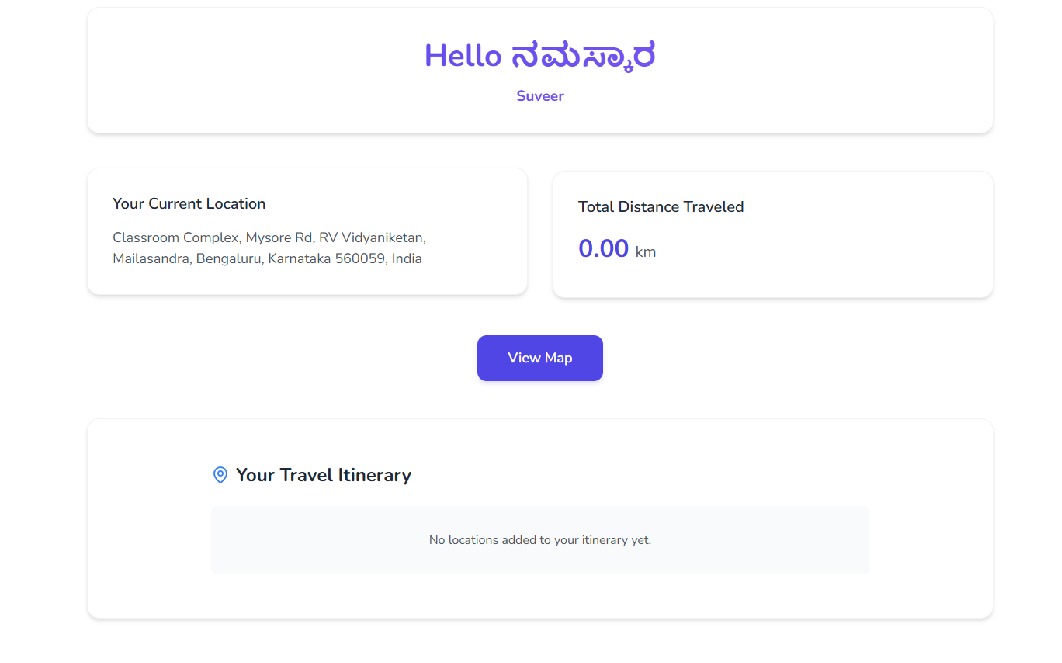 Hello ನಮಸ್ಕಾರ
Suveer
Your Current Location
Classroom Complex, Mysore Rd, RV Vidyaniketan,
Mailasandra, Bengaluru, Karnataka 560059, India
Total Distance Traveled
0.00 km
View Map
Your Travel Itinerary
No locations added to your itinerary yet.